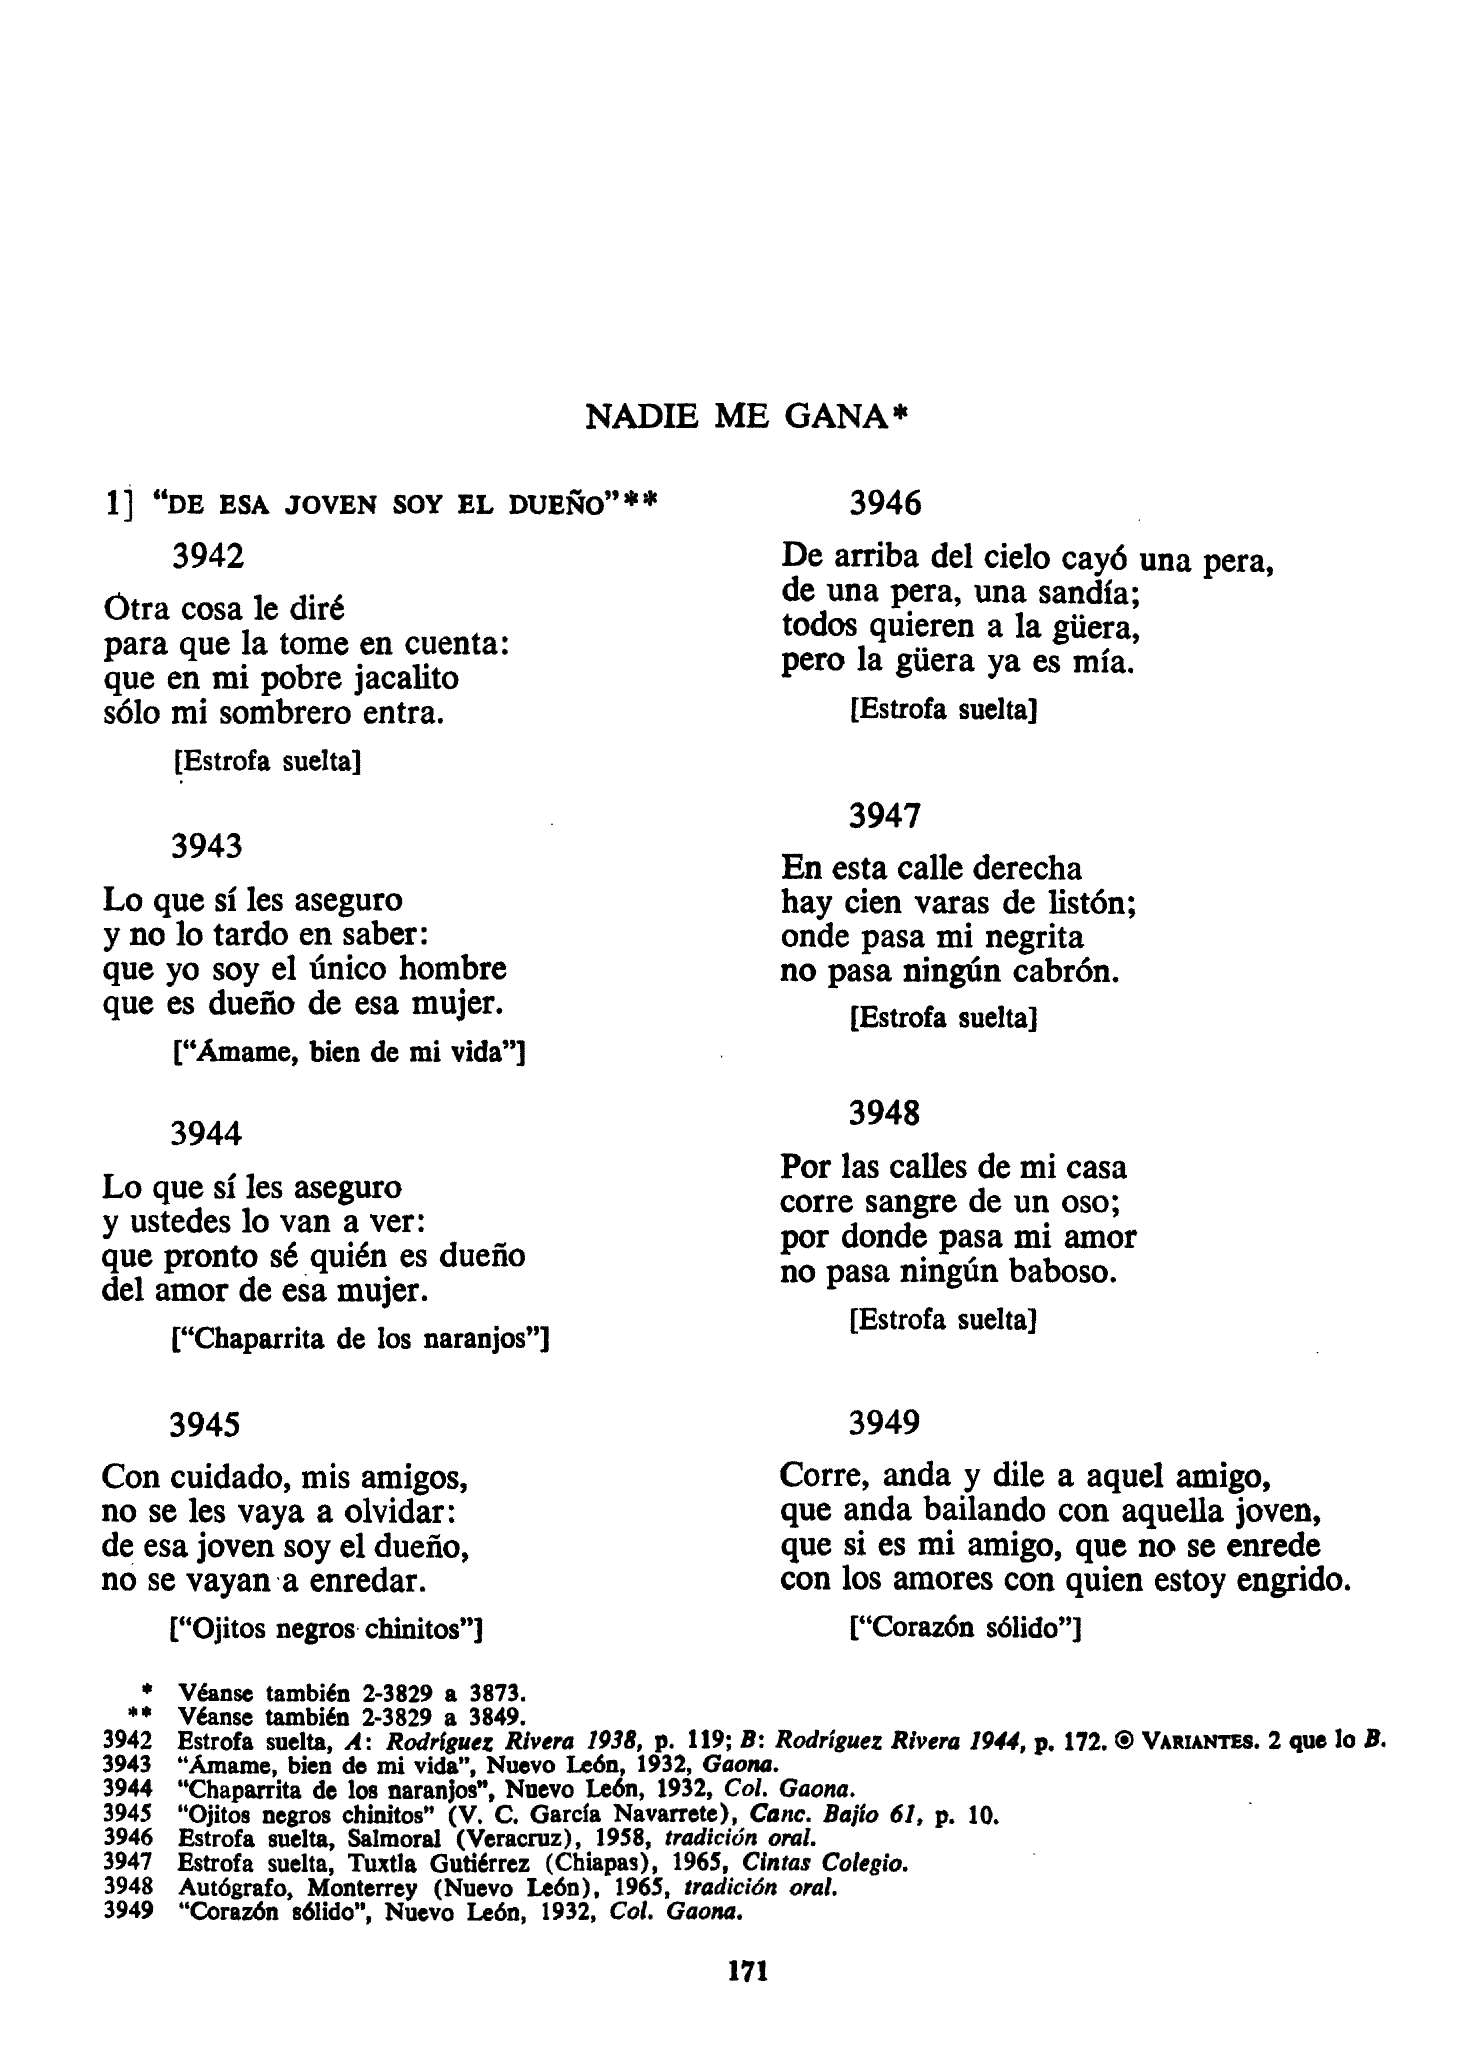 NADIE ME GANA*
1] “DE ESA JOVEN SOY EL DUEÑO”**
3942
Otra cosa le diré
para que la tome en cuenta:
que en mi pobre jacalito
sólo mi sombrero entra.
[Estrofa suelta]
3943
Lo que sí les aseguro
y no lo tardo en saber:
que yo soy el único hombre
que es dueño de esa mujer.
[“Ámame, bien de mi vida”]
3944
Lo que sí les aseguro
y ustedes lo van a ver:
que pronto sé quién es dueño
del amor de esa mujer.
[“Chaparrita de los naranjos”]
3945
Con cuidado, mis amigos,
no se les vaya a olvidar:
de esa joven soy el dueño,
no se vayan a enredar.
[“Ojitos negros chinitos”]
3946
De arriba del cielo cayó una pera,
de una pera, una sandía;
todos quieren a la güera,
pero la güera ya es mía.
[Estrofa suelta]
3947
En esta calle derecha
hay cien varas de listón;
onde pasa mi negrita
no pasa ningún cabrón.
[Estrofa suelta]
3948
Por las calles de mi casa
corre sangre de un oso;
por donde pasa mi amor
no pasa ningún baboso.
[Estrofa suelta]
3949
Corre, anda y dile a aquel amigo,
que anda bailando con aquella joven,
que si es mi amigo, que no se enrede
con los amores con quien estoy engrido.
[“Corazón sólido”]
* Véanse también 2-3829 a 3873.
** Véanse también 2-3829 a 3849.
3942 Estrofa suelta, A: Rodríguez Rivera 1938, p. 119; B: Rodríguez Rivera 1944, p. 172. ® VARIANTES. 2 que lo B.
3943 “Ámame, bien de mi vida”, Nuevo León, 1932, Gaona.
3944 “Chaparrita de los naranjos”, Nuevo León, 1932, Col. Gaona.
3945 “Ojitos negros chinitos” (V. C. García Navarrete), Canc. Bajío 61, p. 10.
3946 Estrofa suelta, Salmoral (Veracruz), 1958, tradición oral.
3947 Estrofa suelta, Tuxtla Gutiérrez (Chiapas), 1965, Cintas Colegio.
3948 Autógrafo, Monterrey (Nuevo León), 1965, tradición oral.
3949 “Corazón sólido”, Nuevo León, 1932, Col. Gaona.
171